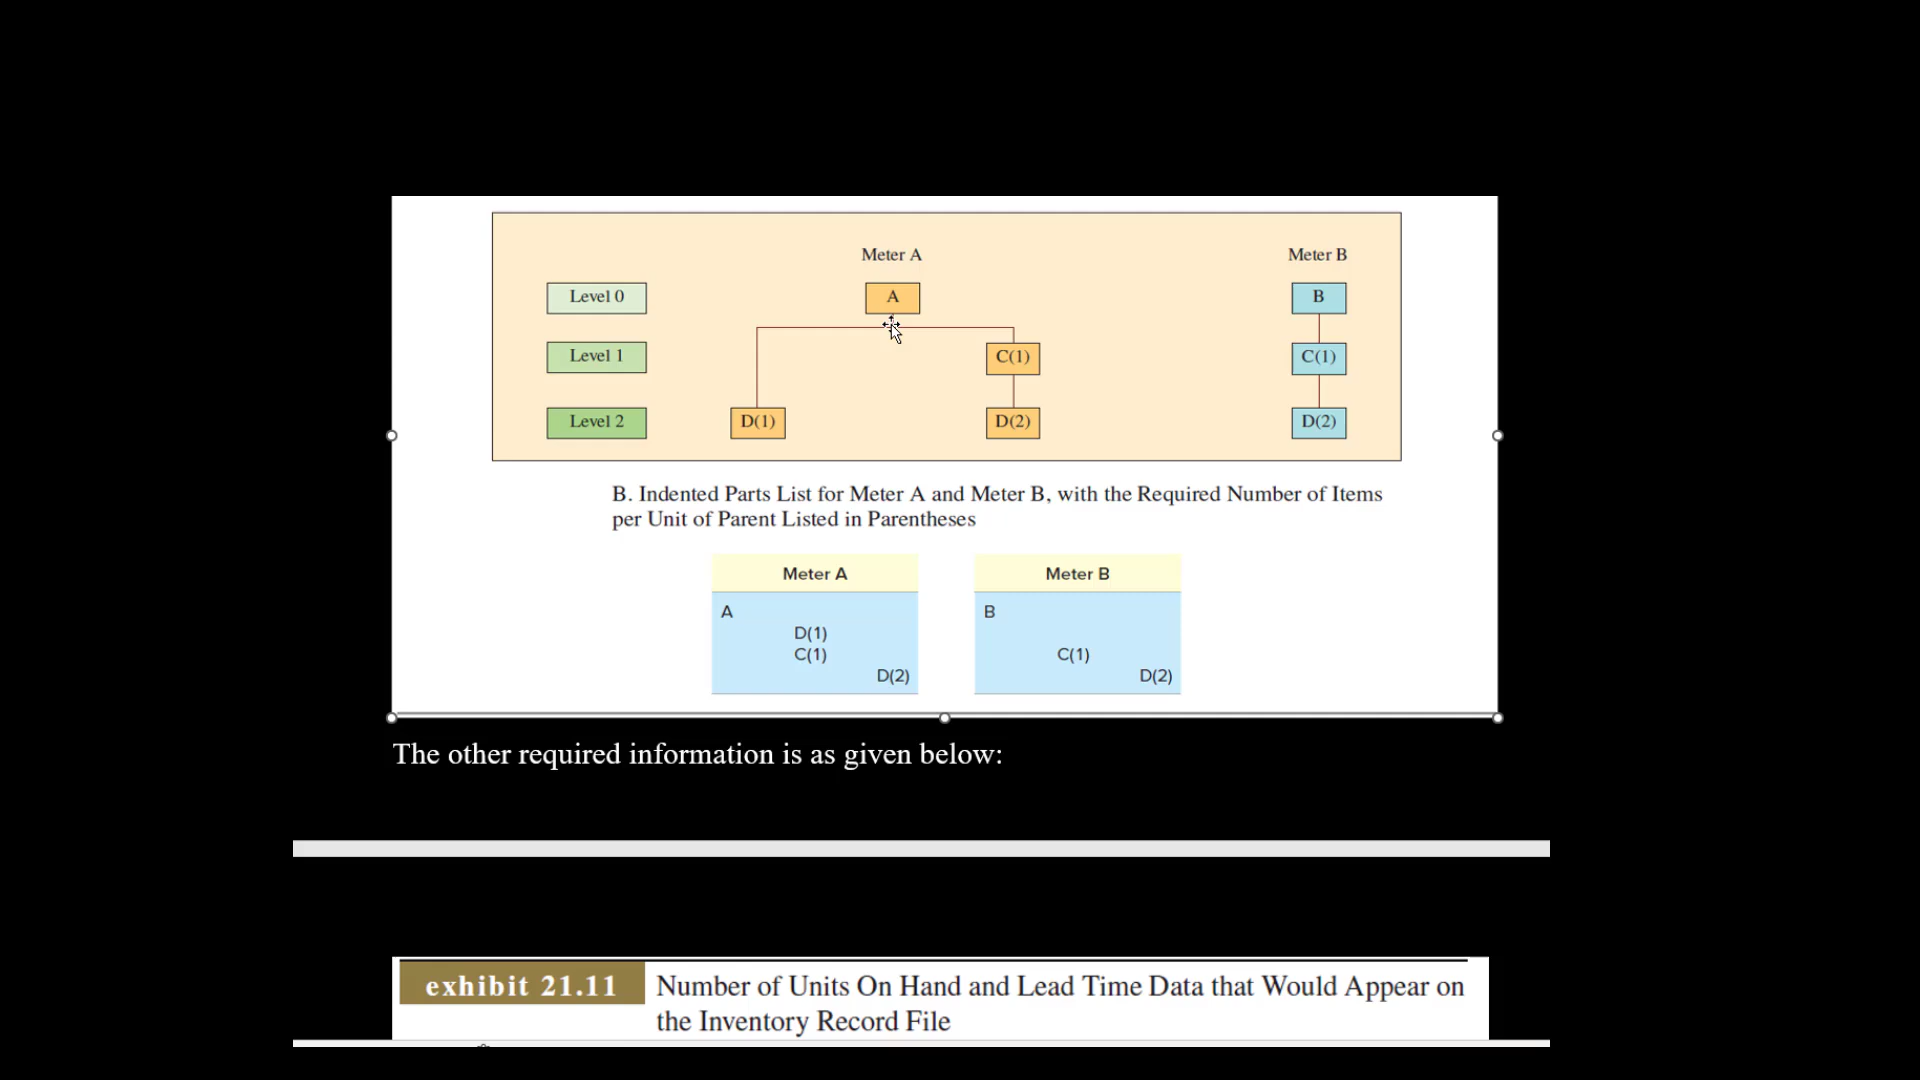 Meter A
Meter B
Level 0
A
B
Level 1
C(1)
C(1)
Level 2
D(1)
D(2)
D(2)
B. Indented Parts List for Meter A and Meter B, with the Required Number of Items
per Unit of Parent Listed in Parentheses
Meter A
A
D(1)
C(1)
D(2)
Meter B
B
C(1)
D(2)
The other required information is as given below:
exhibit 21.11
Number of Units On Hand and Lead Time Data that Would Appear on
the Inventory Record File